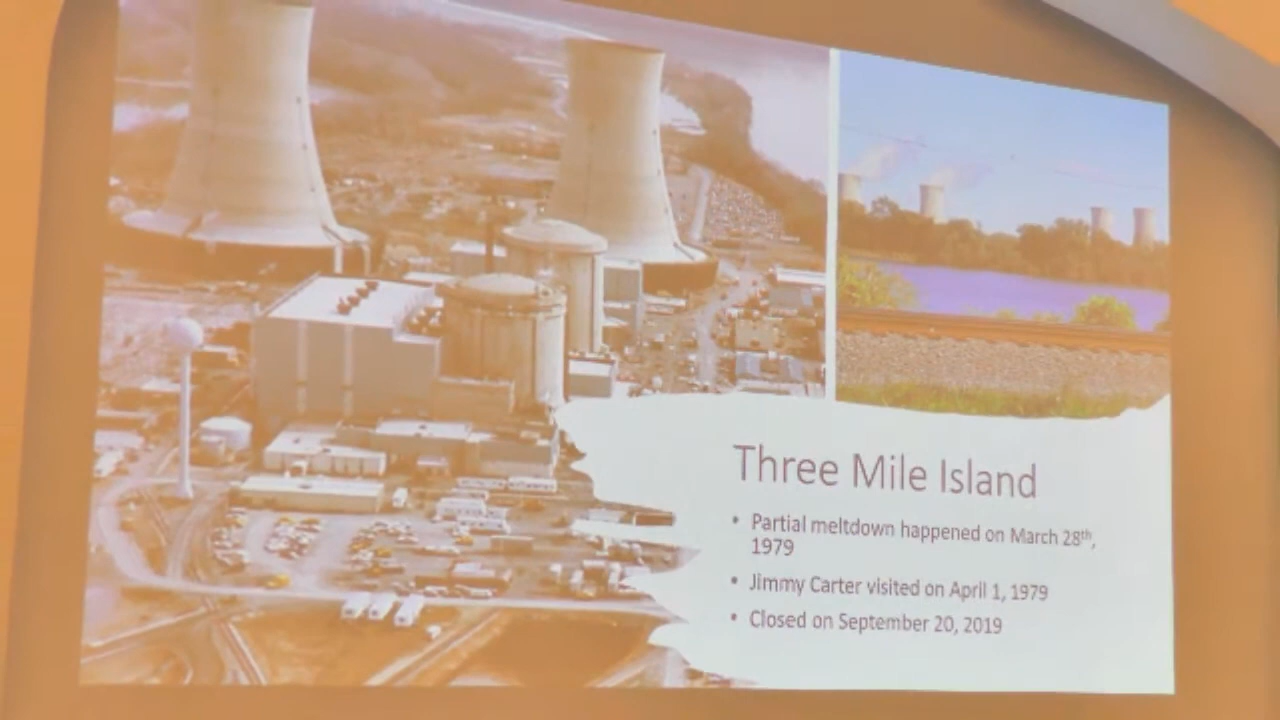 Three Mile Island
• Partial meltdown happened on March 28th,
1979
• Jimmy Carter visited on April 1, 1979
• Closed on September 20, 2019